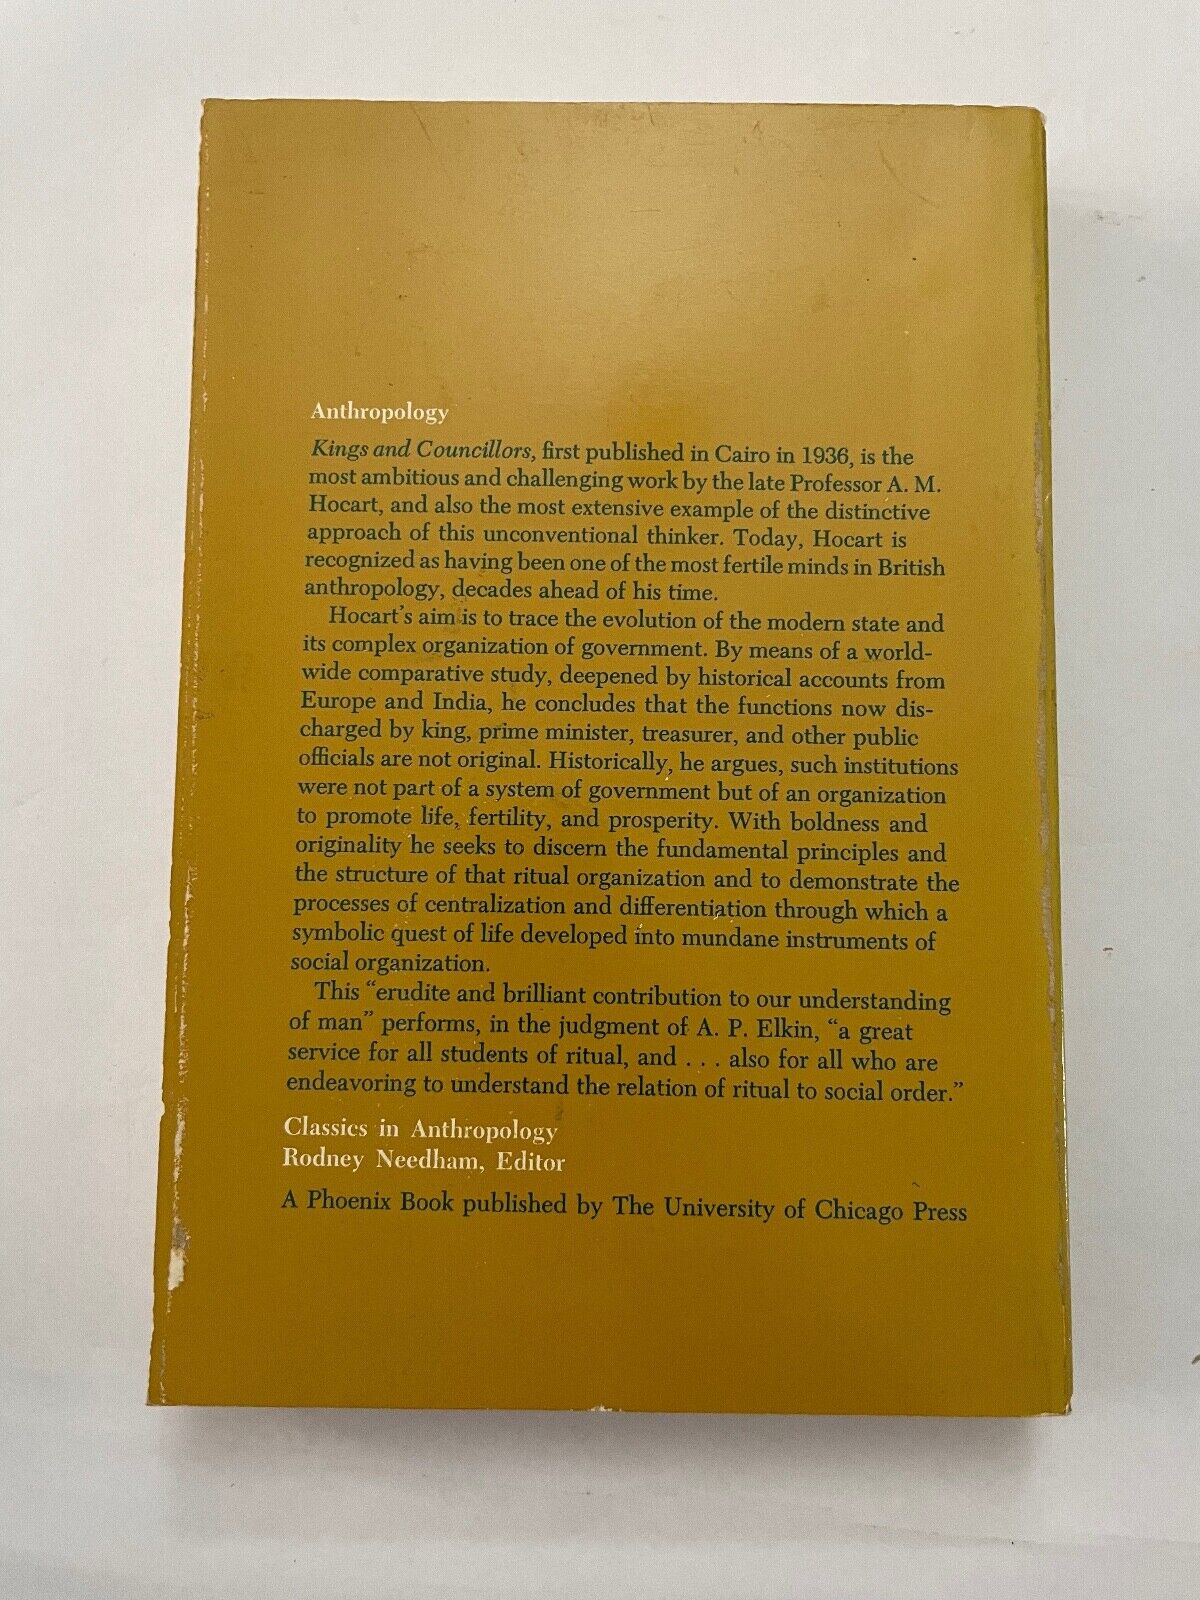 Anthropology
Kings and Councillors, first published in Cairo in 1936, is the
most ambitious and challenging work by the late Professor A. M.
Hocart, and also the most extensive example of the distinctive
approach of this unconventional thinker. Today, Hocart is
recognized as having been one of the most fertile minds in British
anthropology, decades ahead of his time.
Hocart's aim is to trace the evolution of the modern state and
its complex organization of government. By means of a world-
wide comparative study, deepened by historical accounts from
Europe and India, he concludes that the functions now dis-
charged by king, prime minister, treasurer, and other public
officials are not original. Historically, he argues, such institutions
were not part of a system of government but of an organization
to promote life, fertility, and prosperity. With boldness and
originality he seeks to discern the fundamental principles and
the structure of that ritual organization and to demonstrate the
processes of centralization and differentiation through which a
symbolic quest of life developed into mundane instruments of
social organization.
This “erudite and brilliant contribution to our understanding
of man” performs, in the judgment of A. P. Elkin, “a great
service for all students of ritual, and . . . also for all who are
endeavoring to understand the relation of ritual to social order.”
Classics in Anthropology
Rodney Needham, Editor
A Phoenix Book published by The University of Chicago Press